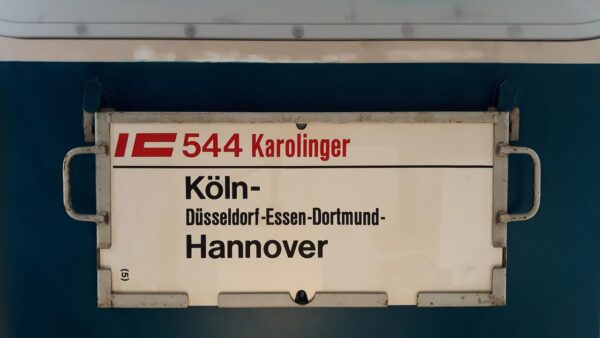 IC 544 Karolinger
Köln-
Düsseldorf-Essen-Dortmund-
Hannover
(5)